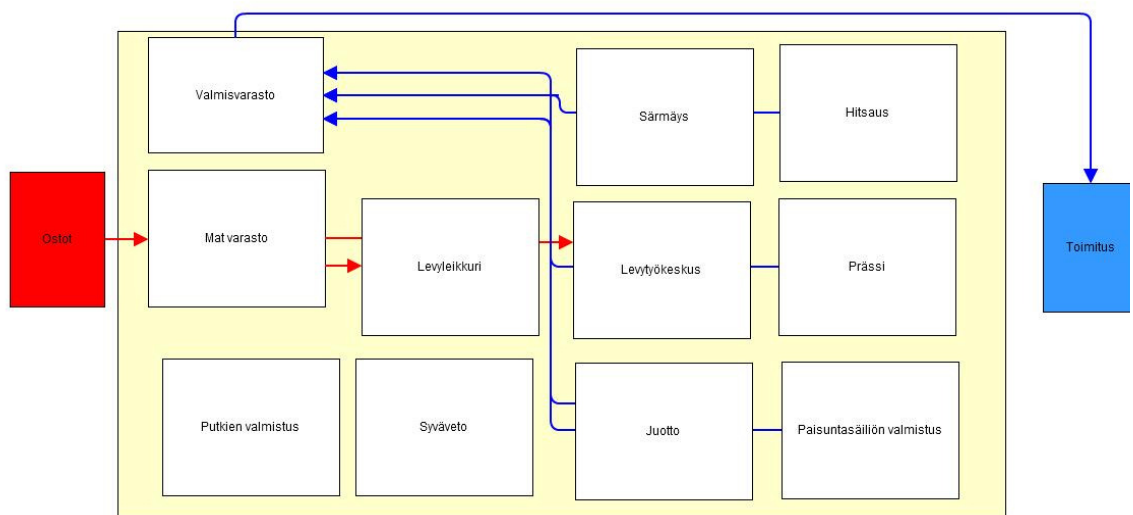 Valmisvarasto
Särmäys
Hitsaus
Ostot
Mat varasto
Levyleikkuri
Levytyökeskus
Prässi
Toimitus
Putkien valmistus
Syväveto
Juotto
Paisuntasäiliön valmistus